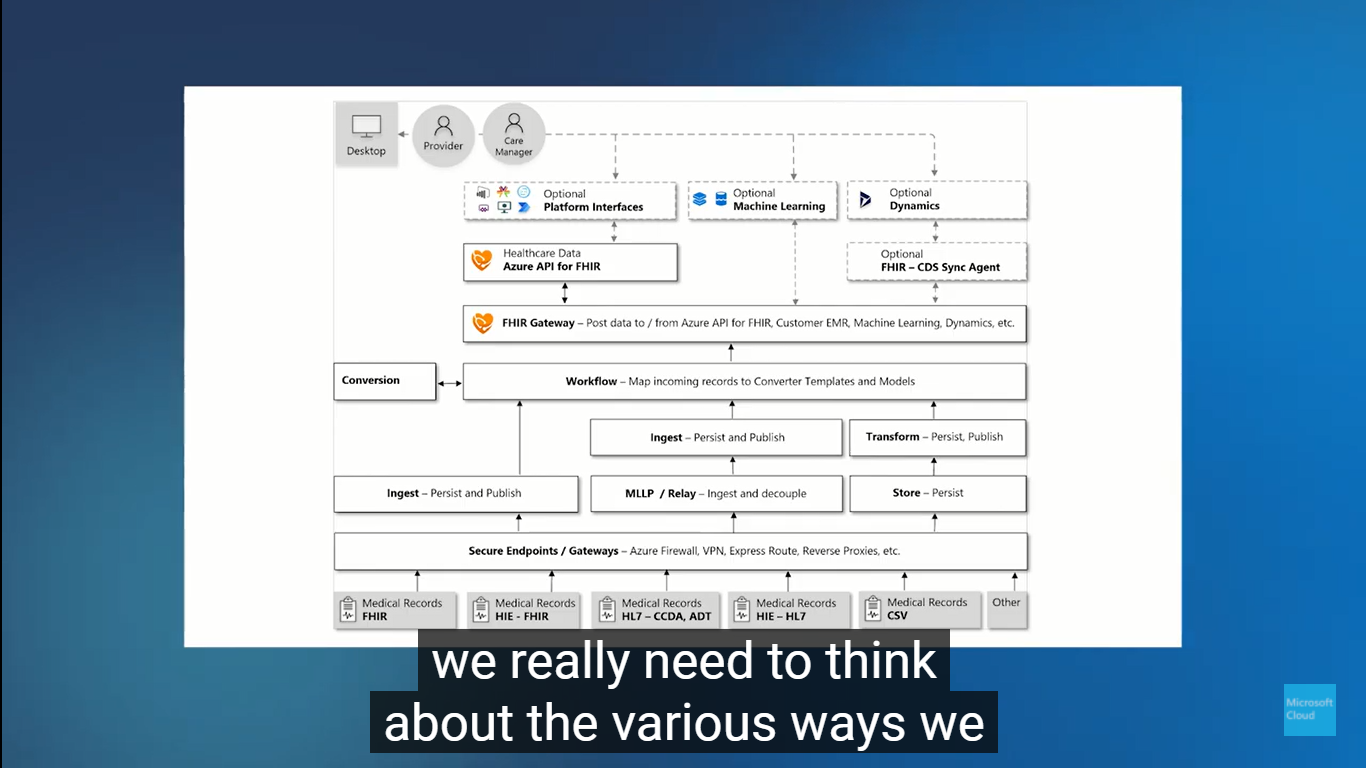 Desktop
Provider
Care
Manager
Optional
Platform Interfaces
Optional
Machine Learning
Optional
Dynamics
Healthcare Data
Azure API for FHIR
Optional
FHIR – CDS Sync Agent
FHIR Gateway – Post data to / from Azure API for FHIR, Customer EMR, Machine Learning, Dynamics, etc.
Conversion
Workflow – Map incoming records to Converter Templates and Models
Ingest – Persist and Publish
Transform – Persist, Publish
Ingest – Persist and Publish
MLLP / Relay – Ingest and decouple
Store – Persist
Secure Endpoints / Gateways – Azure Firewall, VPN, Express Route, Reverse Proxies, etc.
Medical Records
FHIR
Medical Records
HIE - FHIR
Medical Records
HL7 – CCDA, ADT
Medical Records
HIE – HL7
Medical Records
CSV
Other
we really need to think
about the various ways we
Microsoft
Cloud